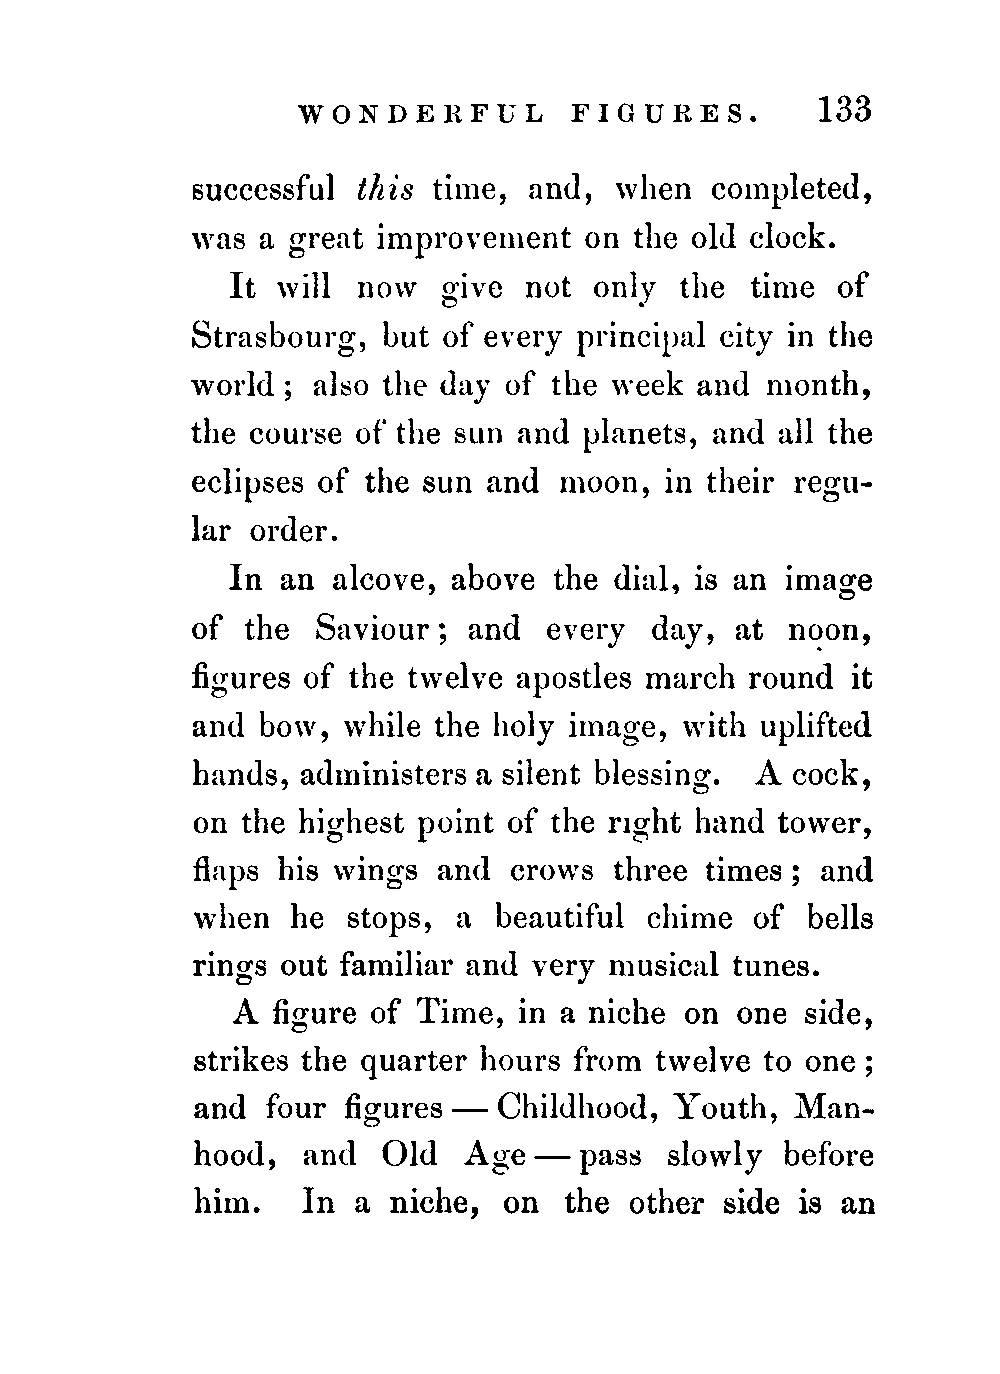 WONDERFUL FIGURES. 133
successful this time, and, when completed,
was a great improvement on the old clock.
It will now give not only the time of
Strasbourg, but of every principal city in the
world ; also the day of the week and month,
the course of the sun and planets, and all the
eclipses of the sun and moon, in their regu-
lar order.
In an alcove, above the dial, is an image
of the Saviour ; and every day, at noon,
figures of the twelve apostles march round it
and bow, while the holy image, with uplifted
hands, administers a silent blessing. A cock,
on the highest point of the right hand tower,
flaps his wings and crows three times ; and
when he stops, a beautiful chime of bells
rings out familiar and very musical tunes.
A figure of Time, in a niche on one side,
strikes the quarter hours from twelve to one ;
and four figures — Childhood, Youth, Man-
hood, and Old Age — pass slowly before
him. In a niche, on the other side is an